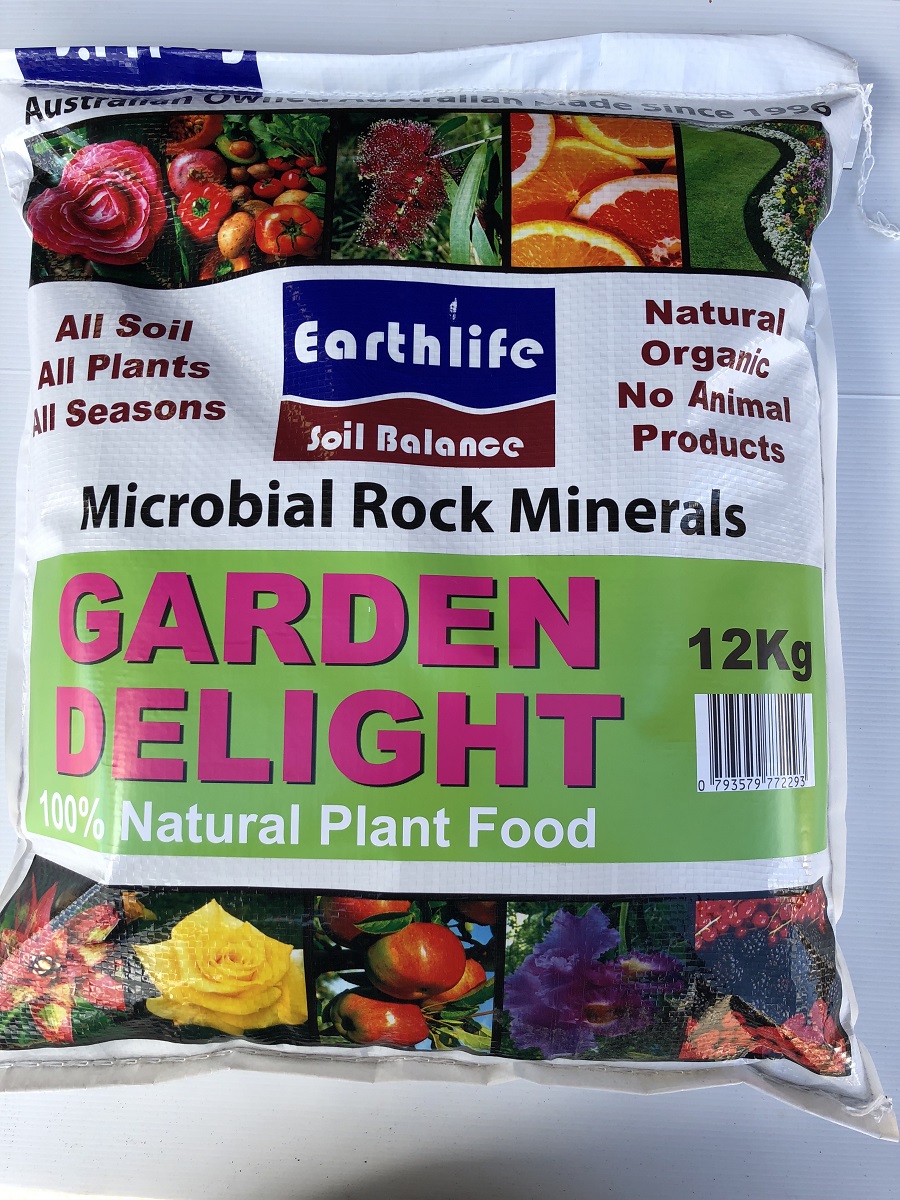 Australian Owned Australian Made Since 1996
All Soil
All Plants
All Seasons
Earthlife
Soil Balance
Natural
Organic
No Animal
Products
Microbial Rock Minerals
GARDEN
DELIGHT
12Kg
0 793579 772293
100% Natural Plant Food